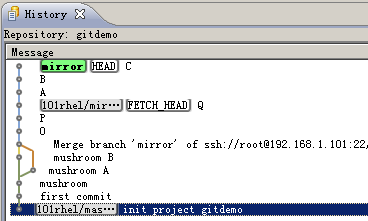 History
Repository: gitdemo
Message
mirror HEAD C
B
A
101rhel/mir··· FETCH_HEAD Q
P
O
Merge branch 'mirror' of ssh://root@192.168.1.101:22/
mushroom B
mushroom A
mushroom
first commit
101rhel/mas··· init project gitdemo